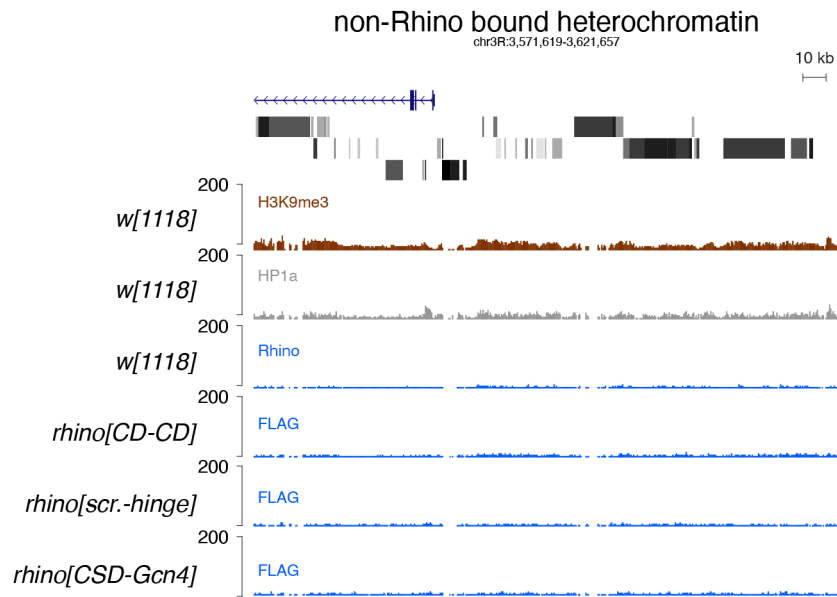 non-Rhino bound heterochromatin
chr3R:3,571,619-3,621,657
10 kb
200
H3K9me3
w[1118]
200
HP1a
w[1118]
200
Rhino
w[1118]
200
FLAG
rhino[CD-CD]
200
FLAG
rhino[scr.-hinge]
200
FLAG
rhino[CSD-Gcn4]